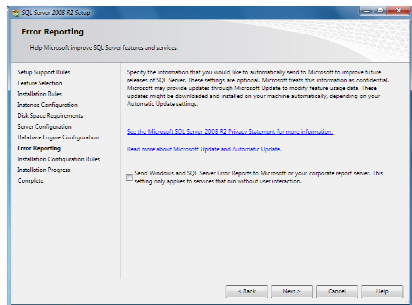 SQL Server 2008 R2 Setup
Error Reporting
Help Microsoft improve SQL Server features and services.
Setup Support Rules
Feature Selection
Installation Rules
Instance Configuration
Disk Space Requirements
Server Configuration
Database Engine Configuration
Error Reporting
Installation Configuration Rules
Installation Progress
Complete
Specify the information that you would like to automatically send to Microsoft to improve future
releases of SQL Server. These settings are optional. Microsoft treats this information as confidential.
Microsoft may provide updates through Microsoft Update to modify feature usage data. These
updates might be downloaded and installed on your machine automatically, depending on your
Automatic Update settings.
See the Microsoft SQL Server 2008 R2 Privacy Statement for more information.
Read more about Microsoft Update and Automatic Update.
Send Windows and SQL Server Error Reports to Microsoft or your corporate report server. This
setting only applies to services that run without user interaction.
< Back
Next >
Cancel
Help